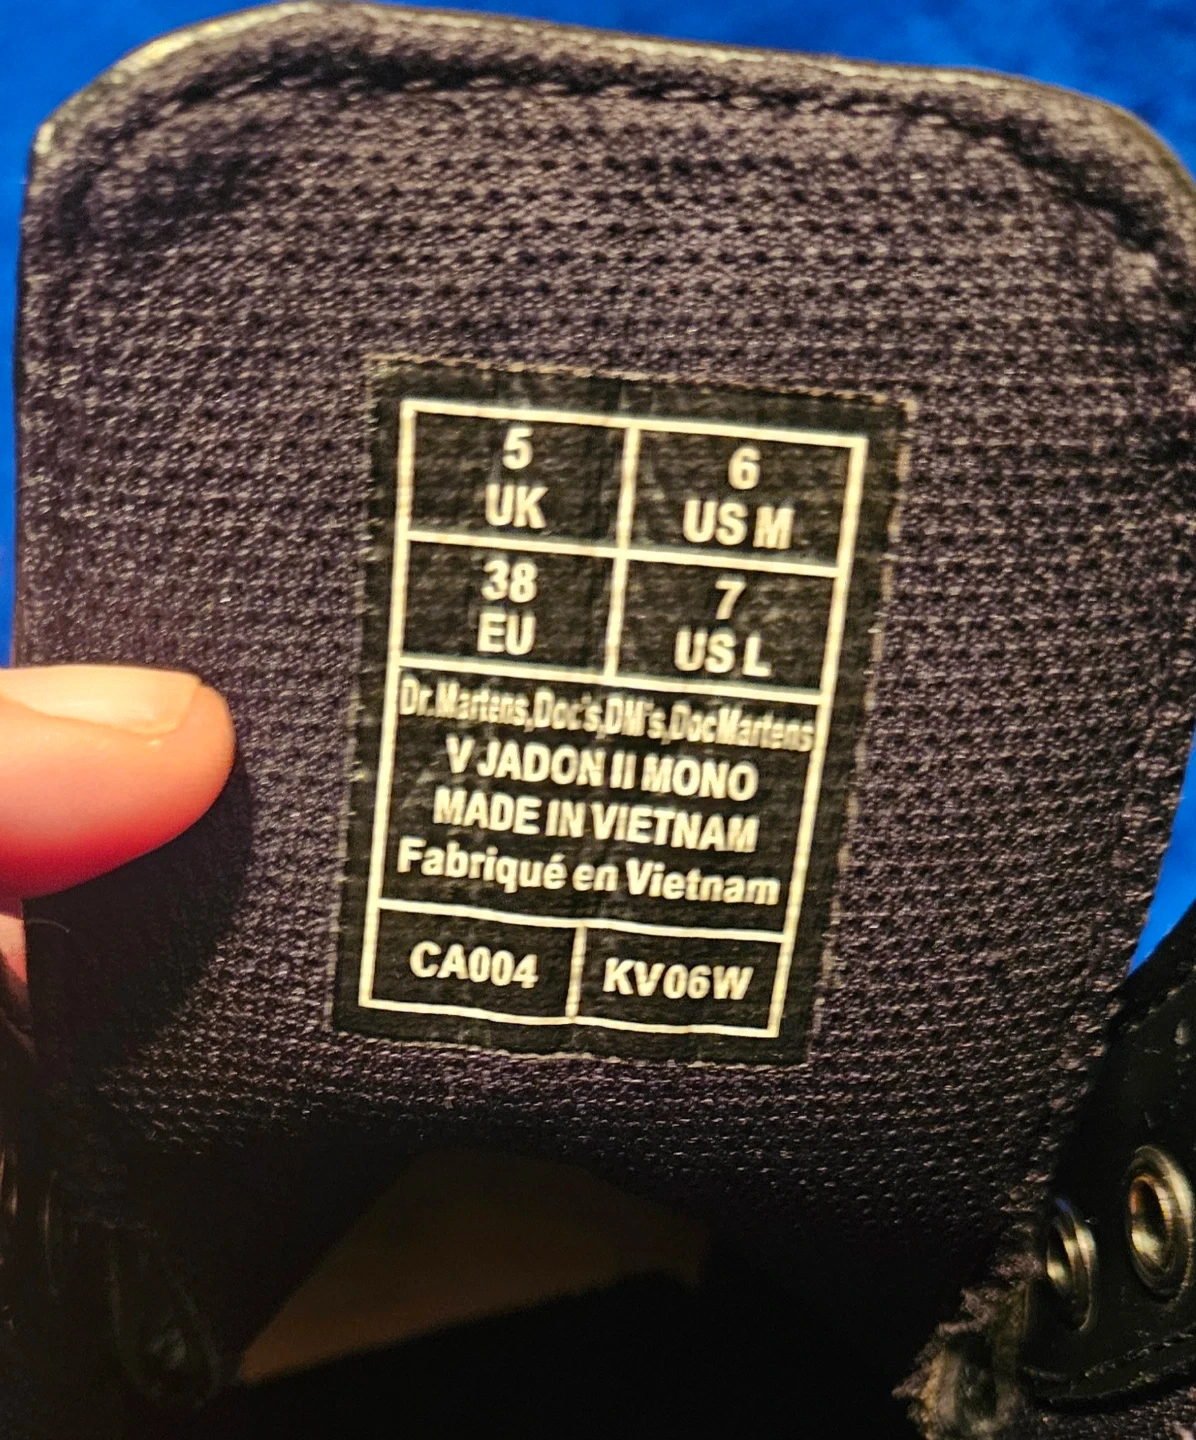 5
UK
6
US M
38
EU
7
US L
Dr.Martens,Doc's,DM's,DocMartens
V JADON II MONO
MADE IN VIETNAM
Fabriqué en Vietnam
CA004
KV06W